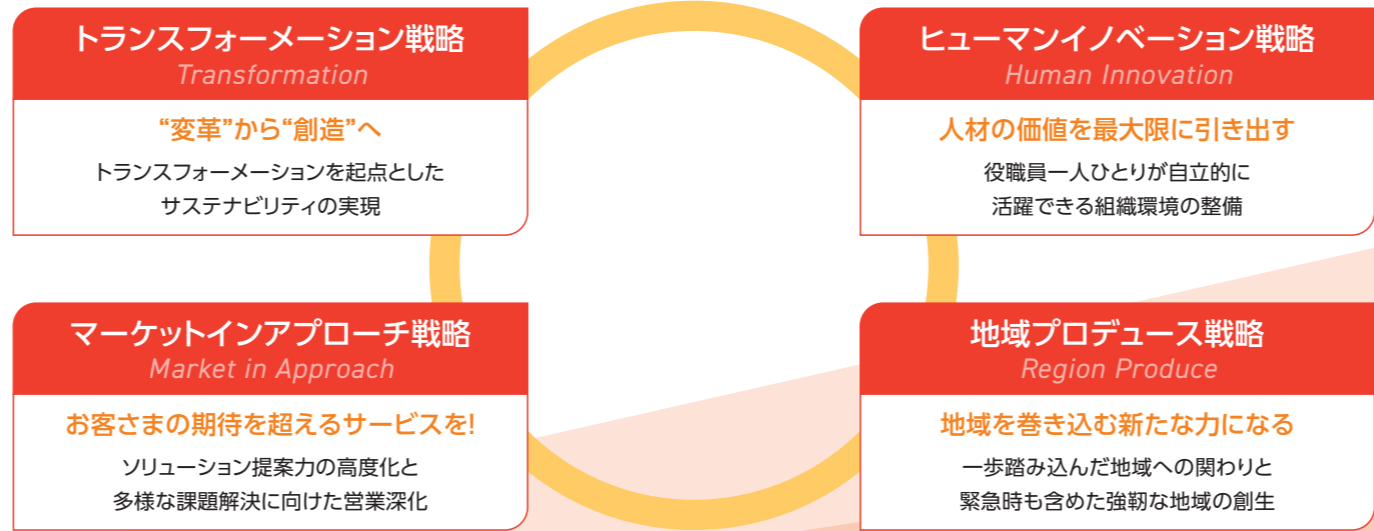 トランスフォーメーション戦略
Transformation
“変革”から“創造”へ
トランスフォーメーションを起点とした
サステナビリティの実現
ヒューマンイノベーション戦略
Human Innovation
人材の価値を最大限に引き出す
役職員一人ひとりが自立的に
活躍できる組織環境の整備
マーケットインアプローチ戦略
Market in Approach
お客さまの期待を超えるサービスを!
ソリューション提案力の高度化と
多様な課題解決に向けた営業深化
地域プロデュース戦略
Region Produce
地域を巻き込む新たな力になる
一歩踏み込んだ地域への関わりと
緊急時も含めた強靭な地域の創生